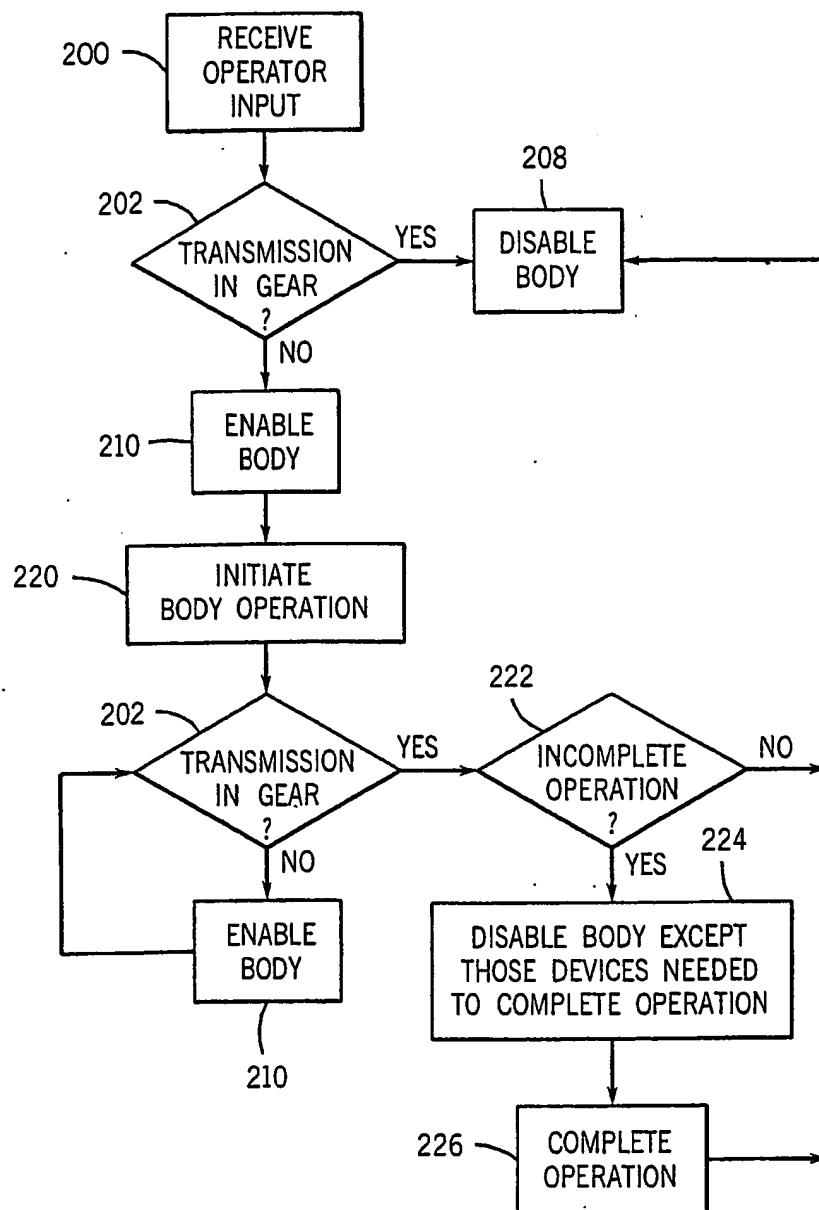 200
RECEIVE
OPERATOR
INPUT
202
TRANSMISSION
IN GEAR
?
YES
NO
208
DISABLE
BODY
210
ENABLE
BODY
220
INITIATE
BODY OPERATION
202
TRANSMISSION
IN GEAR
?
YES
NO
222
INCOMPLETE
OPERATION
?
NO
YES
210
ENABLE
BODY
224
DISABLE BODY EXCEPT
THOSE DEVICES NEEDED
TO COMPLETE OPERATION
226
COMPLETE
OPERATION